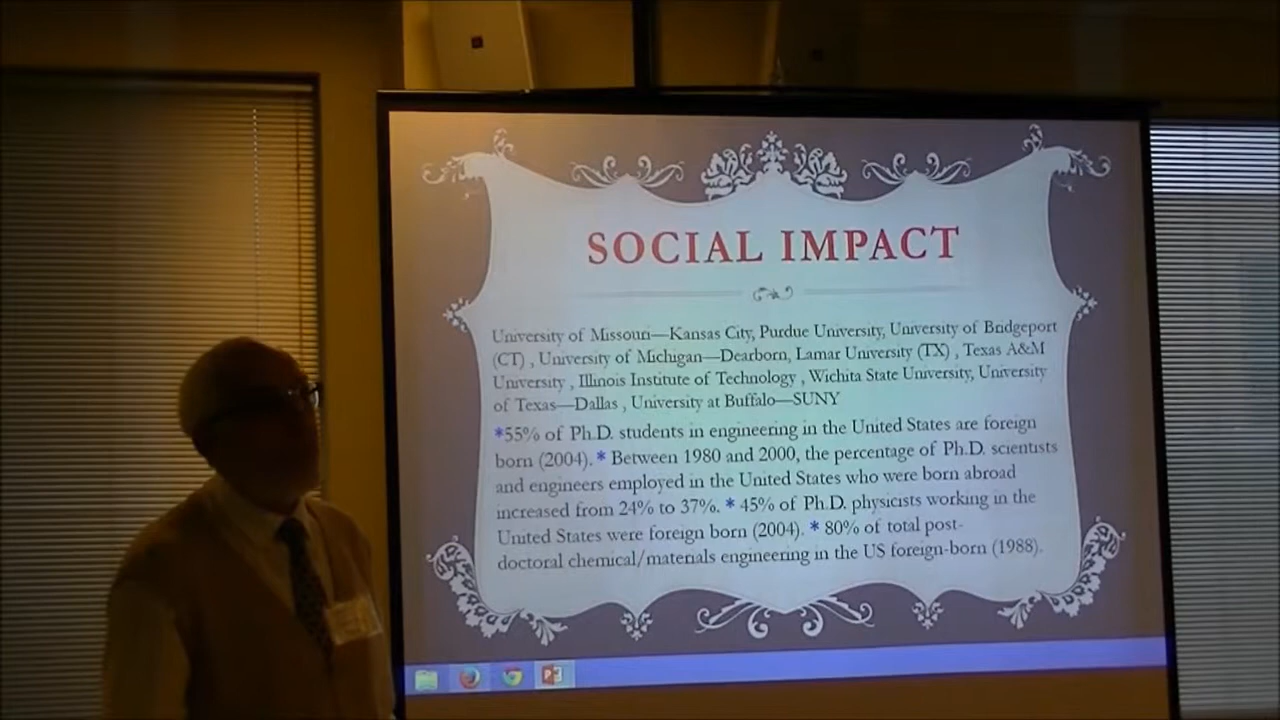 SOCIAL IMPACT
University of Missouri—Kansas City, Purdue University, University of Bridgeport
(CT) , University of Michigan—Dearborn, Lamar University (TX) , Texas A&M
University , Illinois Institute of Technology , Wichita State University, University
of Texas—Dallas , University at Buffalo—SUNY
*55% of Ph.D. students in engineering in the United States are foreign
born (2004). * Between 1980 and 2000, the percentage of Ph.D. scientists
and engineers employed in the United States who were born abroad
increased from 24% to 37%. * 45% of Ph.D. physicists working in the
United States were foreign born (2004). * 80% of total post-
doctoral chemical/materials engineering in the US foreign-born (1988).